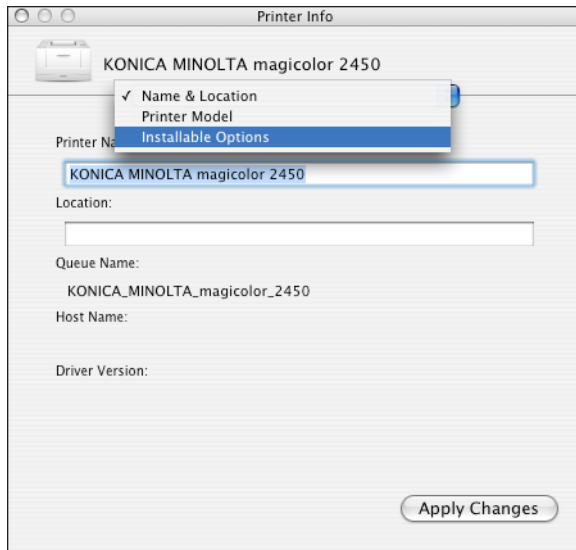 Printer Info
KONICA MINOLTA magicolor 2450
✓ Name & Location
Printer Model
Installable Options
Printer Na
KONICA MINOLTA magicolor 2450
Location:
Queue Name:
KONICA_MINOLTA_magicolor_2450
Host Name:
Driver Version:
Apply Changes